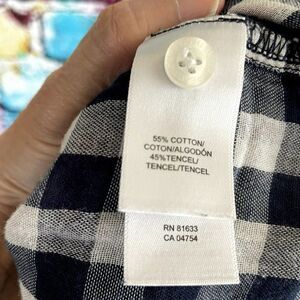 55% COTTON/
COTON/ALGODÓN
45%TENCEL/
TENCEL/TENCEL
RN 81633
CA 04754